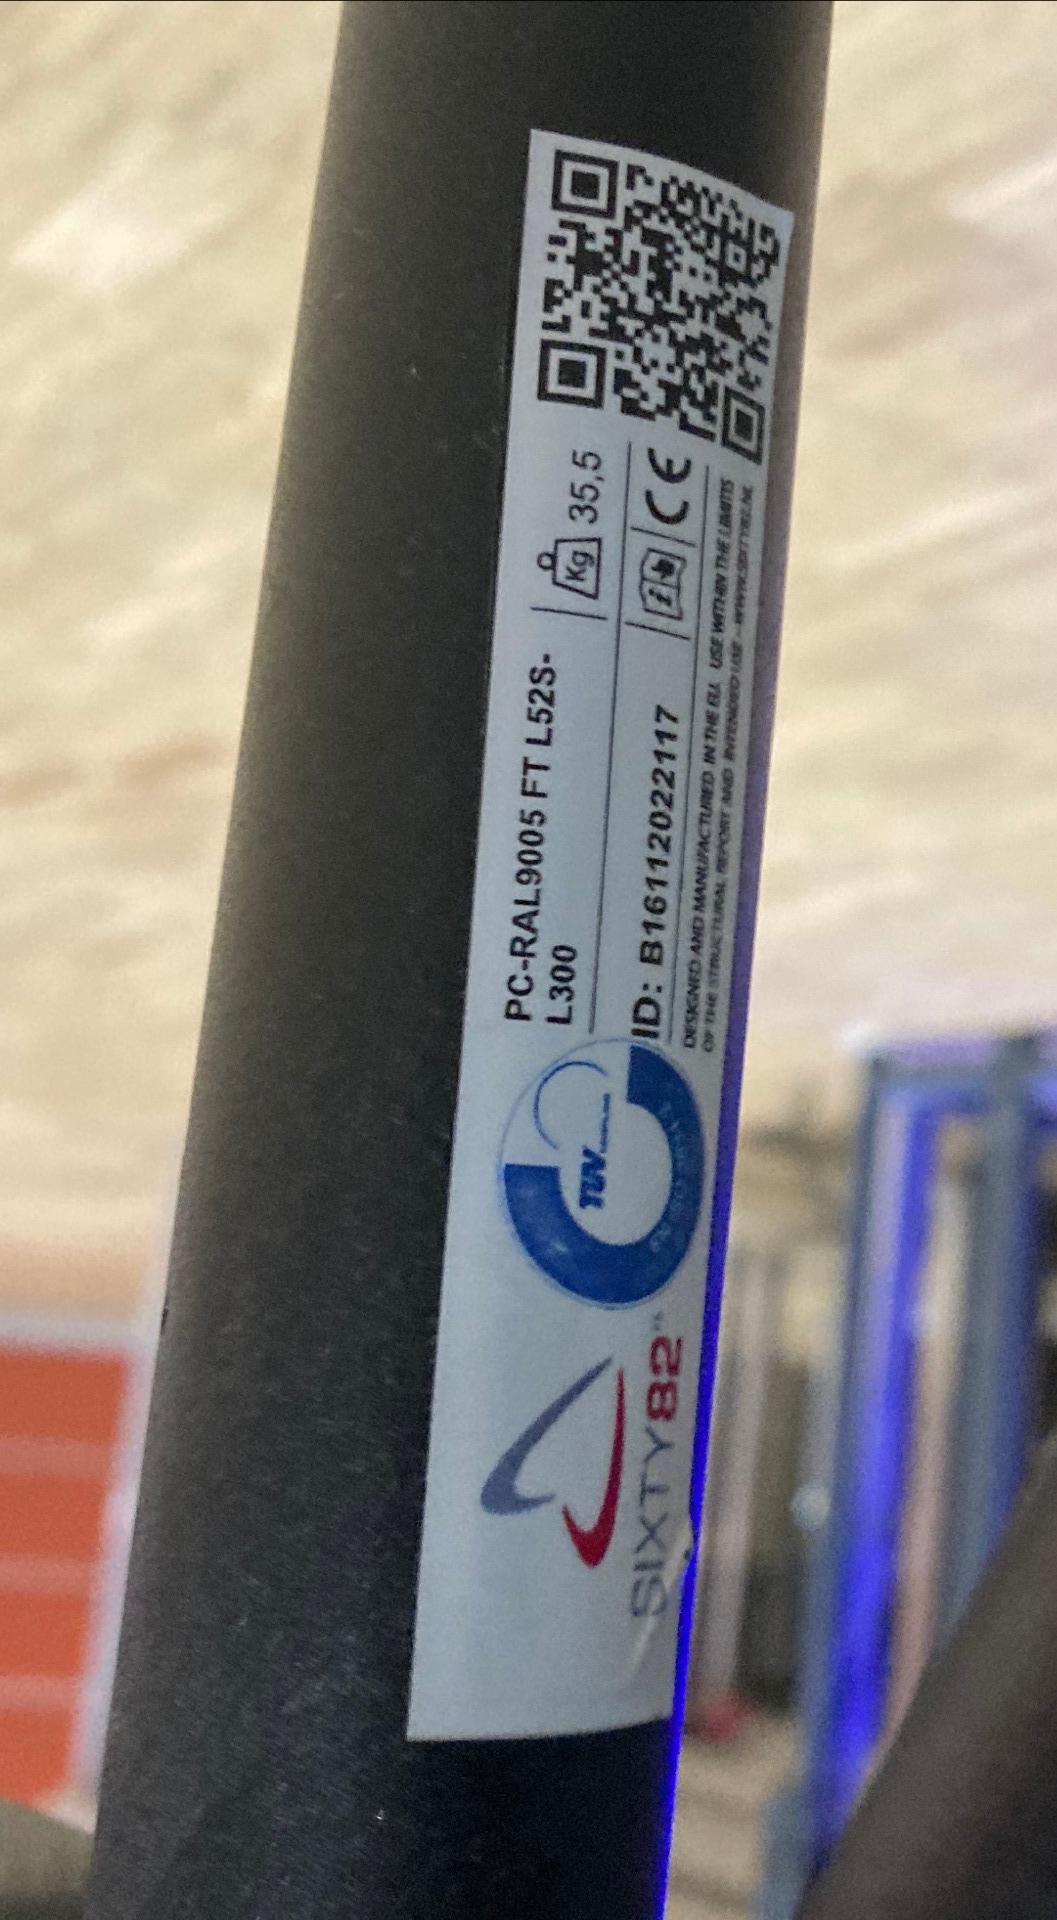 SIXTY82
TÜV
PC-RAL9005 FT L52S-
L300
Kg 35,5
ID: B16112022117
CE
DESIGNED AND MANUFACTURED IN THE EU. USE WITHIN THE LIMITS
OF THE STRUCTURAL REPORT AND INTENDED USE - WWW.SIXTY82.NL